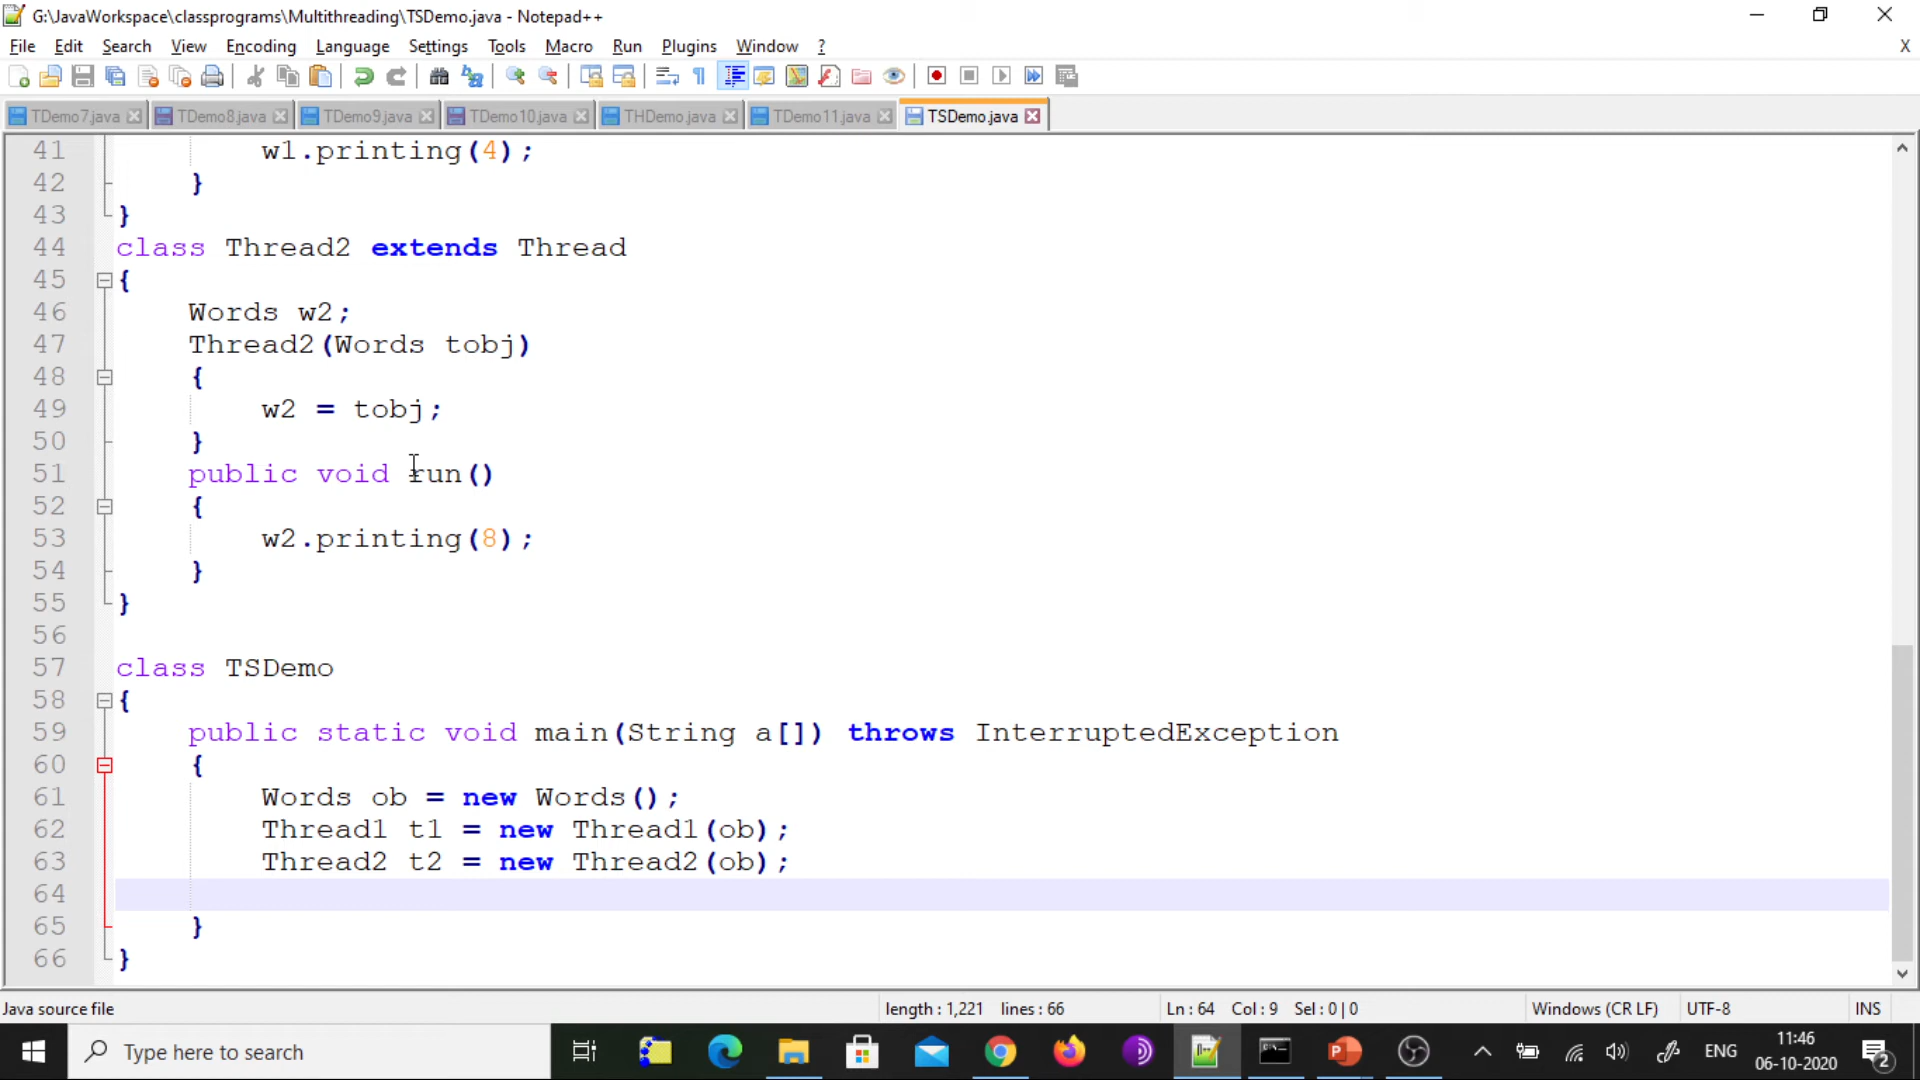 G:\JavaWorkspace\classprograms\Multithreading\TSDemo.java - Notepad++
File Edit Search View Encoding Language Settings Tools Macro Run Plugins Window ? X
TDemo7.java TDemo8.java TDemo9.java TDemo10.java THDemo.java TDemo11.java TSDemo.java
41 w1.printing(4);
42 }
43 }
44 class Thread2 extends Thread
45 {
46 Words w2;
47 Thread2(Words tobj)
48 {
49 w2 = tobj;
50 }
51 public void run()
52 {
53 w2.printing(8);
54 }
55 }
56
57 class TSDemo
58 {
59 public static void main(String a[]) throws InterruptedException
60 {
61 Words ob = new Words();
62 Thread1 t1 = new Thread1(ob);
63 Thread2 t2 = new Thread2(ob);
64
65 }
66 }
Java source file length : 1,221 lines : 66 Ln : 64 Col : 9 Sel : 0 | 0 Windows (CR LF) UTF-8 INS
Type here to search ENG 11:46
06-10-2020 2